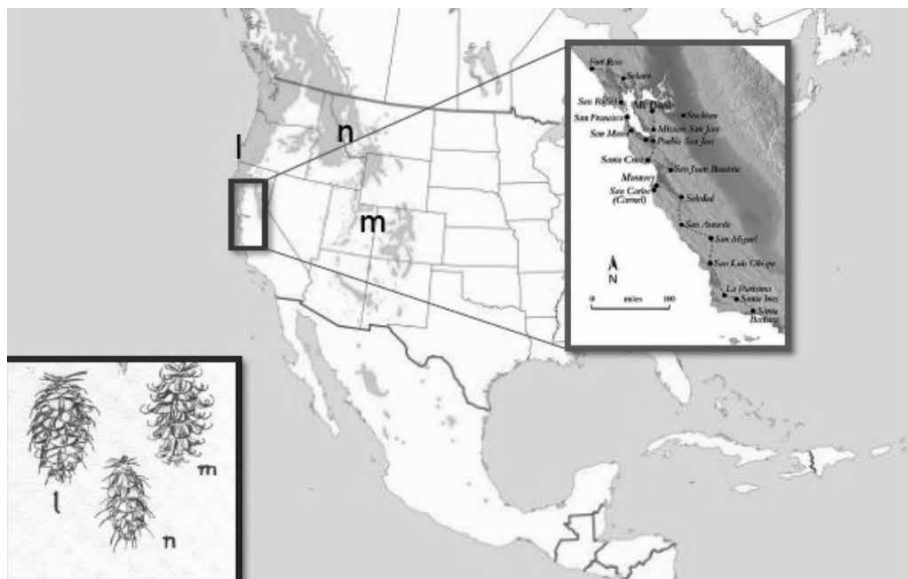 Fort Ross
Solano
San Rafael
Mt. Diablo
San Francisco
Stockton
Mission San Jose
San Mateo
Pueblo San Jose
Santa Cruz
San Juan Bautista
Monterey
San Carlos
(Carmel)
Soledad
San Antonio
San Miguel
San Luis Obispo
La Purisima
Santa Ines
Santa
Barbara
N
0 miles 100
l
n
m
l
n
m